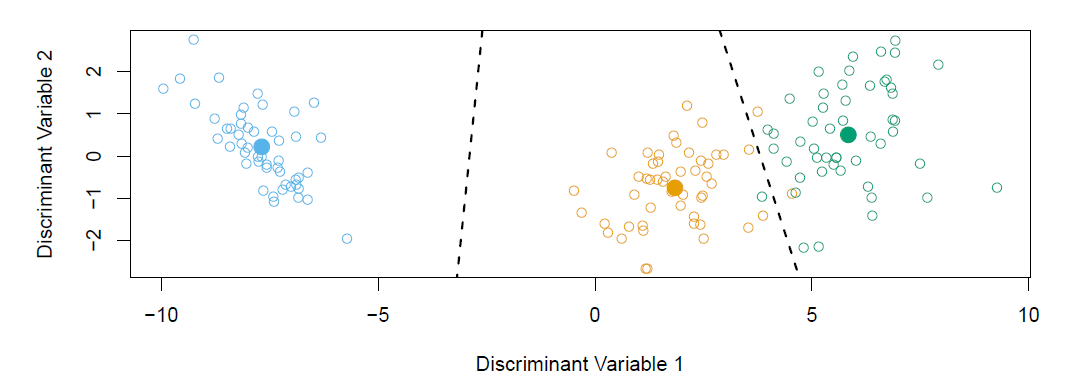 Discriminant Variable 2
2
1
0
−1
−2
−10 −5 0 5 10
Discriminant Variable 1